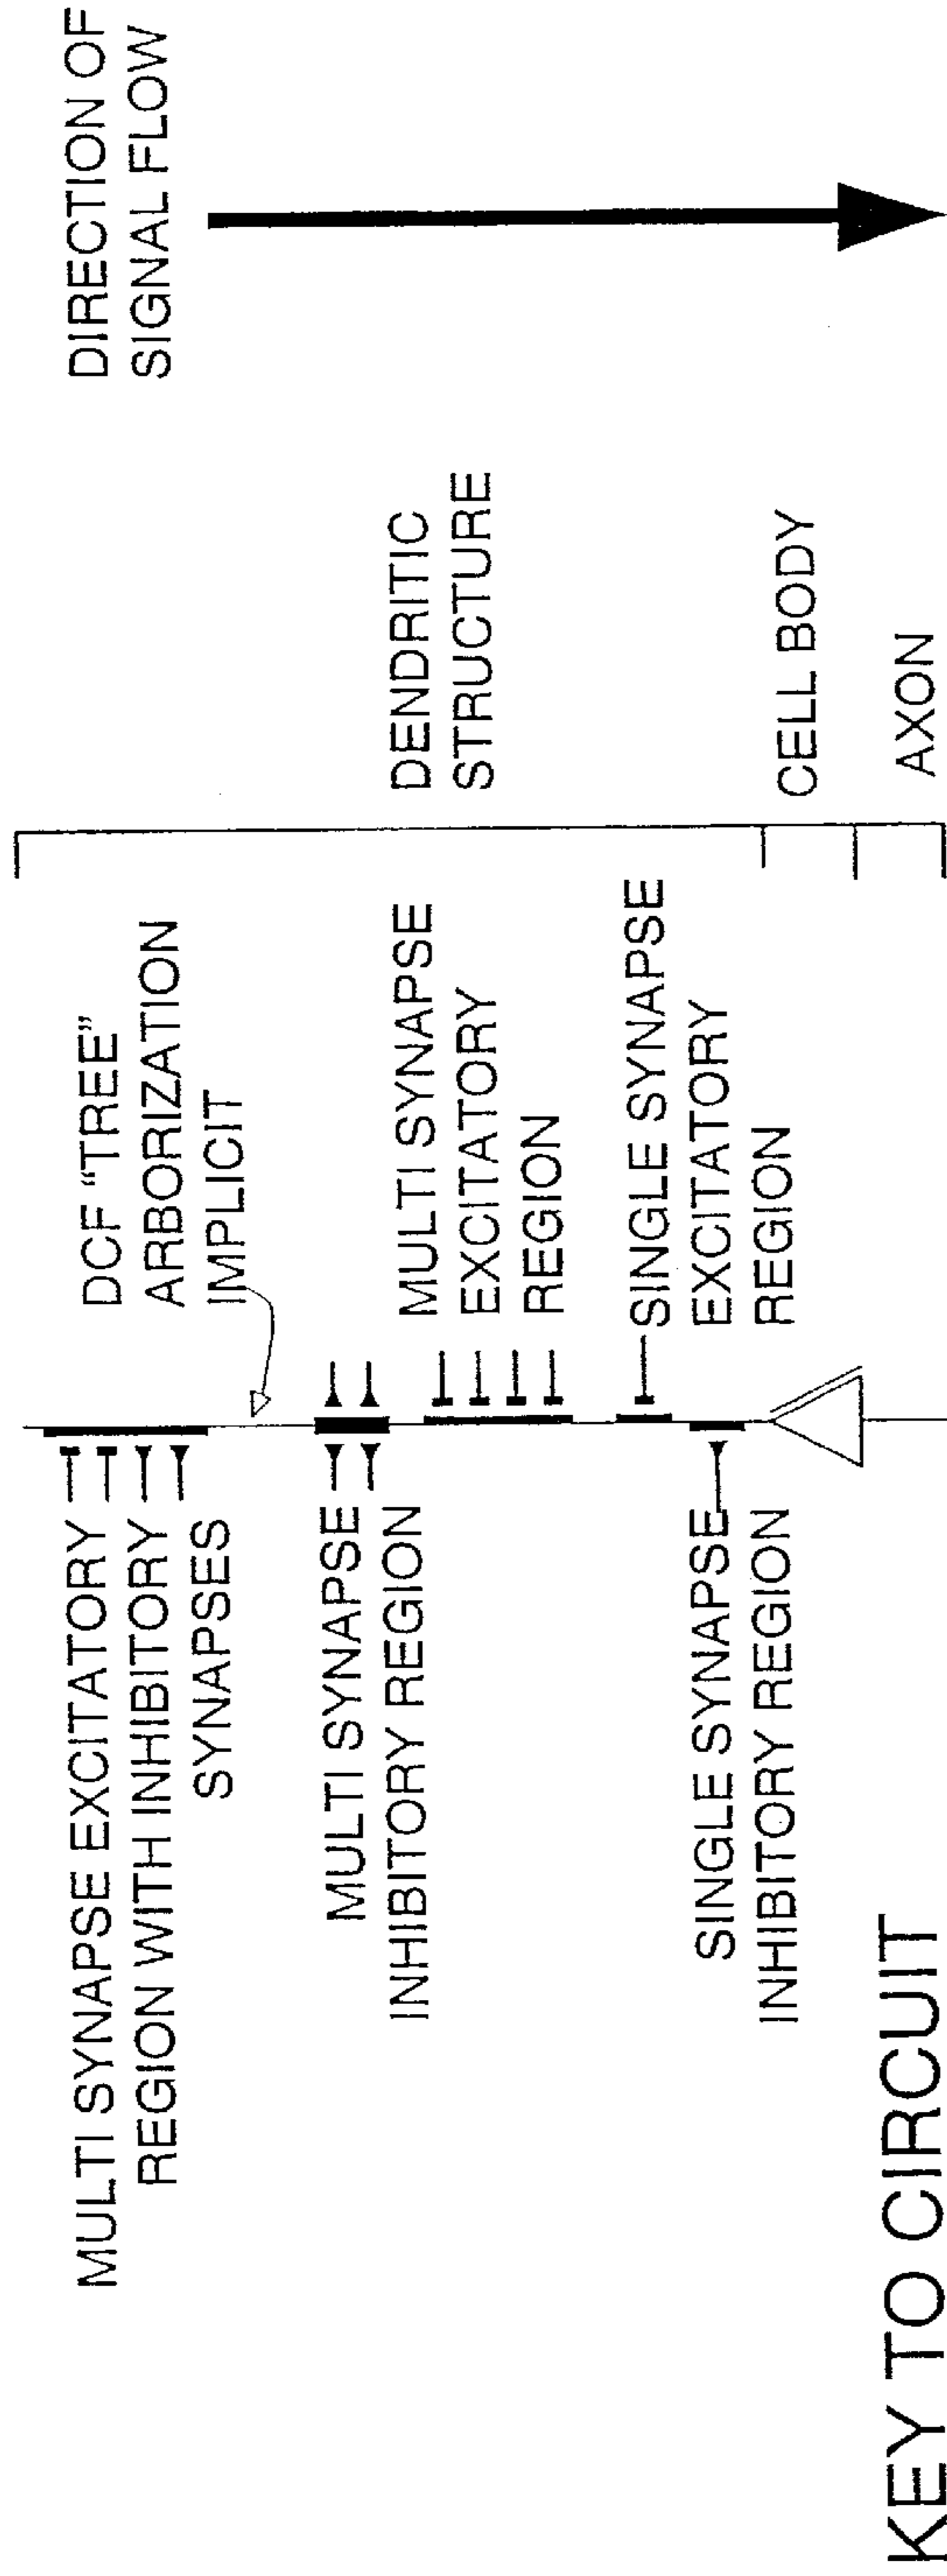 MULTI SYNAPSE EXCITATORY
REGION WITH INHIBITORY
SYNAPSES
MULTI SYNAPSE
INHIBITORY REGION
SINGLE SYNAPSE
INHIBITORY REGION
KEY TO CIRCUIT
DCF "TREE"
ARBORIZATION
IMPLICIT
MULTI SYNAPSE
EXCITATORY
REGION
SINGLE SYNAPSE
EXCITATORY
REGION
DENDRITIC
STRUCTURE
CELL BODY
AXON
DIRECTION OF
SIGNAL FLOW